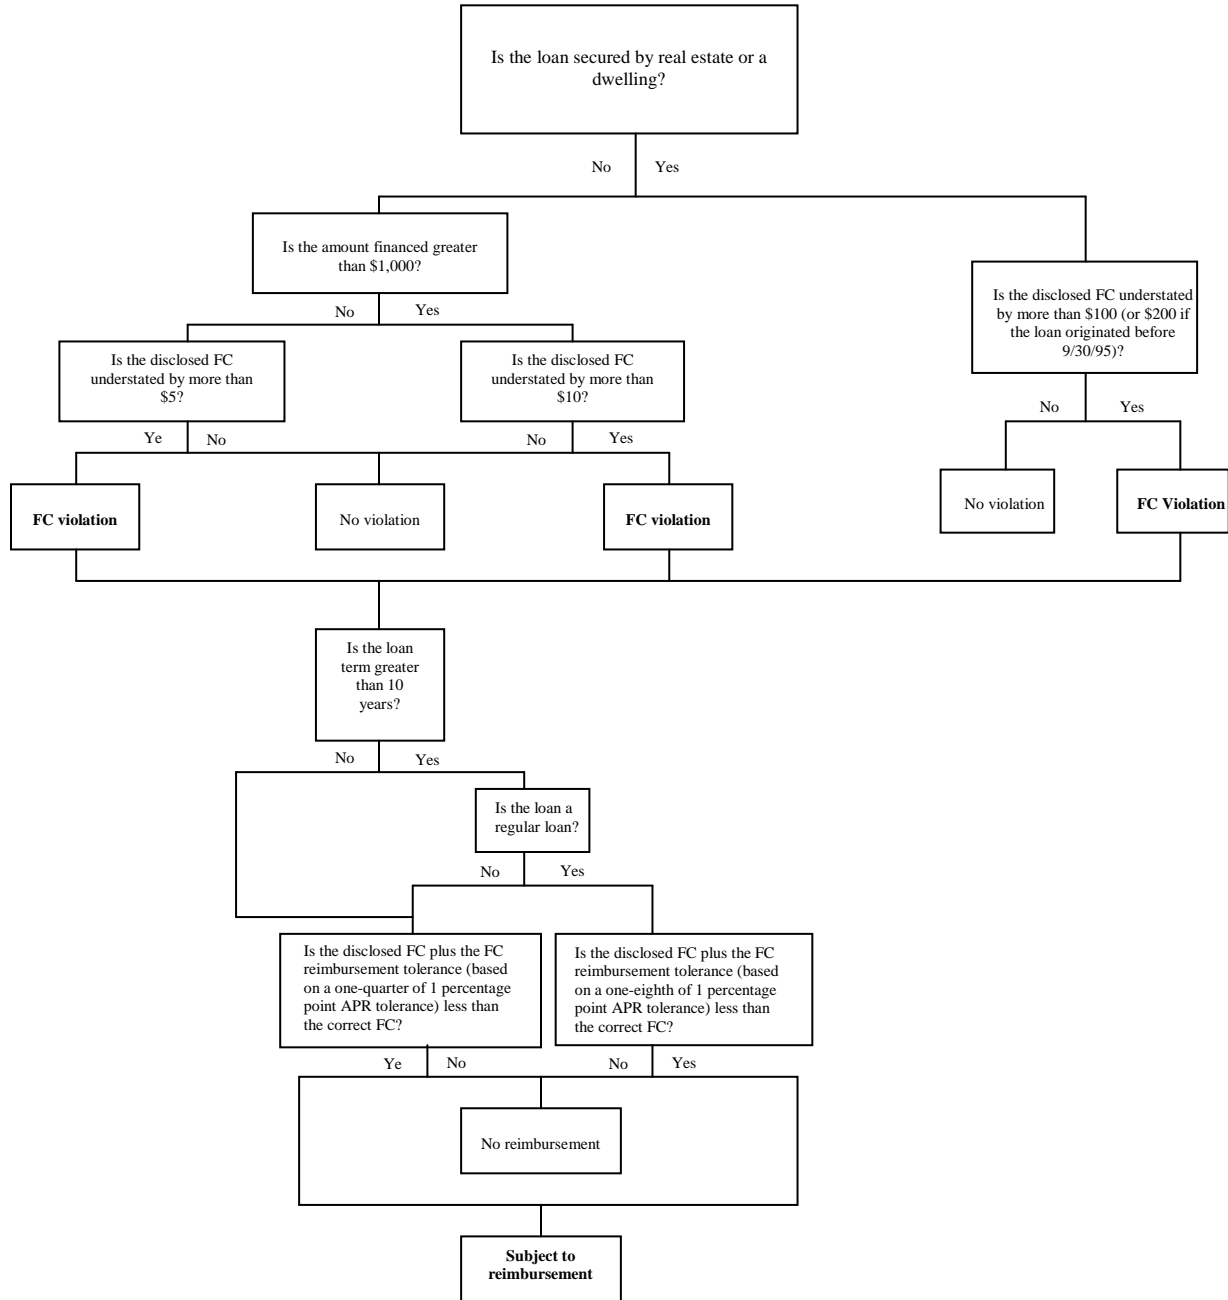 Is the loan secured by real estate or a
dwelling?
No
Yes
Is the amount financed greater
than $1,000?
Is the disclosed FC understated
by more than $100 (or $200 if
the loan originated before
9/30/95)?
No
Yes
Is the disclosed FC
understated by more than
$5?
Is the disclosed FC
understated by more than
$10?
No
Yes
Ye
No
No
Yes
FC violation
No violation
FC violation
No violation
FC Violation
Is the loan
term greater
than 10
years?
No
Yes
Is the loan a
regular loan?
No
Yes
Is the disclosed FC plus the FC
reimbursement tolerance (based
on a one-quarter of 1 percentage
point APR tolerance) less than
the correct FC?
Is the disclosed FC plus the FC
reimbursement tolerance (based
on a one-eighth of 1 percentage
point APR tolerance) less than
the correct FC?
Ye
No
No
Yes
No reimbursement
Subject to
reimbursement